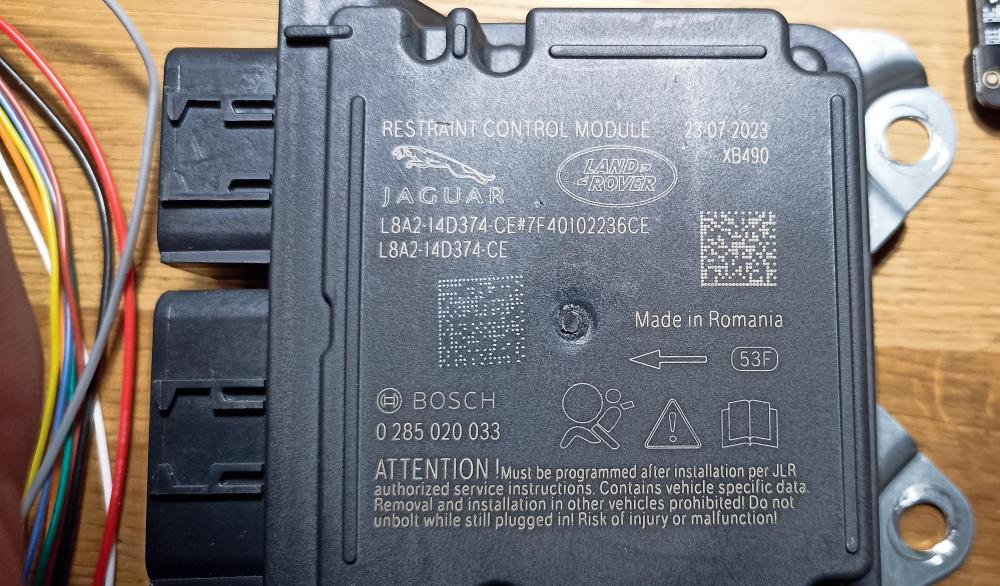 RESTRAINT CONTROL MODULE 23-07-2023
XB490
JAGUAR
LAND-
-ROVER
L8A2-14D374-CE#7F40102236CE
L8A2-14D374-CE
Made in Romania
53F
BOSCH
0 285 020 033
ATTENTION ! Must be programmed after installation per JLR
authorized service instructions. Contains vehicle specific data.
Removal and installation in other vehicles prohibited! Do not
unbolt while still plugged in! Risk of injury or malfunction!